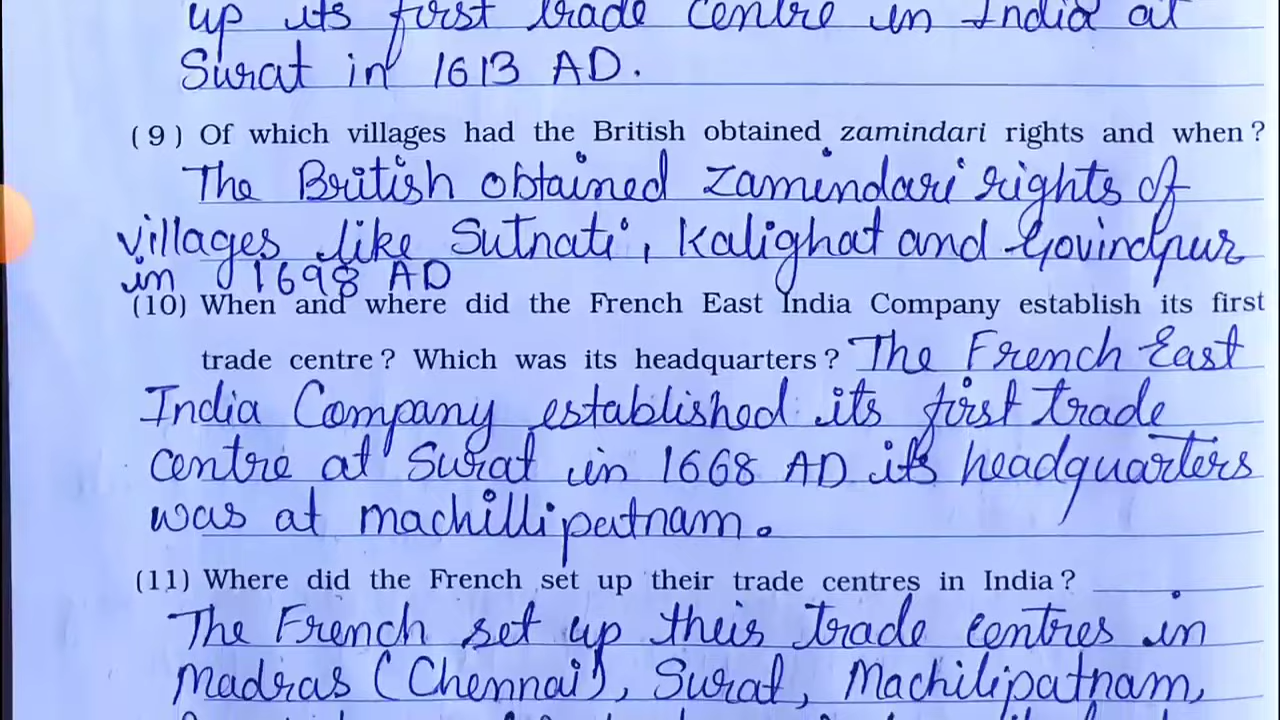 up its first trade Centre in India at
Surat in 1613 AD.
(9) Of which villages had the British obtained zamindari rights and when?
The British obtained zamindari rights of
villages like Sutnati, Kalighat and Govindpur
in 1698 AD
(10) When and where did the French East India Company establish its first
trade centre? Which was its headquarters? The French East
India Company established its first trade
centre at Surat in 1668 AD its headquarters
was at machillipatnam.
(11) Where did the French set up their trade centres in India?
The French set up their trade centres in
Madras (Chennai), Surat, Machilipatnam,